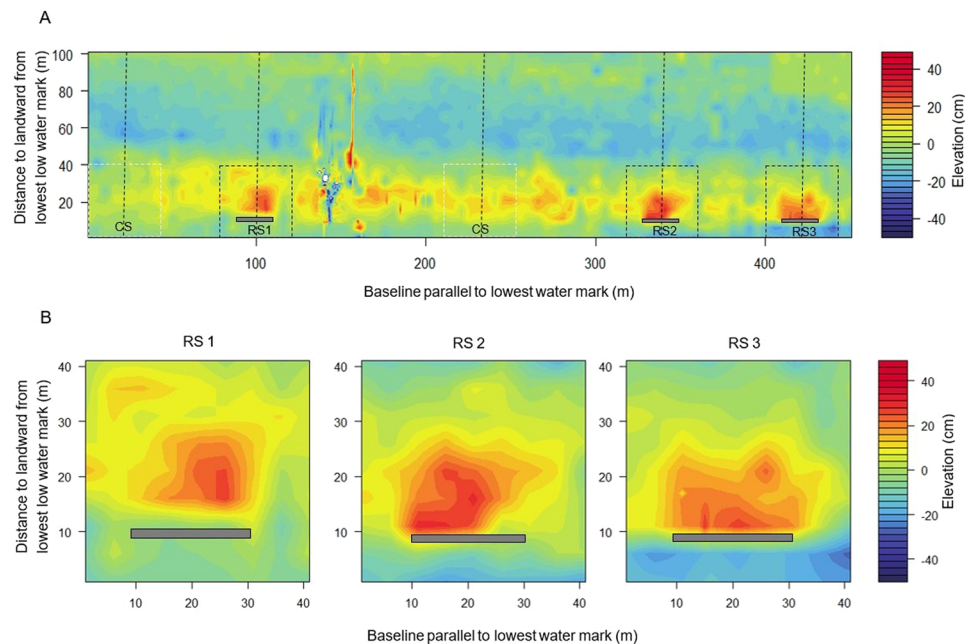 A
Distance to landward from
lowest low water mark (m)
100
80
60
40
20
CS
RS1
CS
RS2
RS3
100
200
300
400
Baseline parallel to lowest water mark (m)
40
20
0
-20
-40
Elevation (cm)
B
RS 1
RS 2
RS 3
Distance to landward from
lowest low water mark (m)
40
30
20
10
10
20
30
40
40
30
20
10
10
20
30
40
40
30
20
10
10
20
30
40
40
20
0
-20
-40
Elevation (cm)
Baseline parallel to lowest water mark (m)